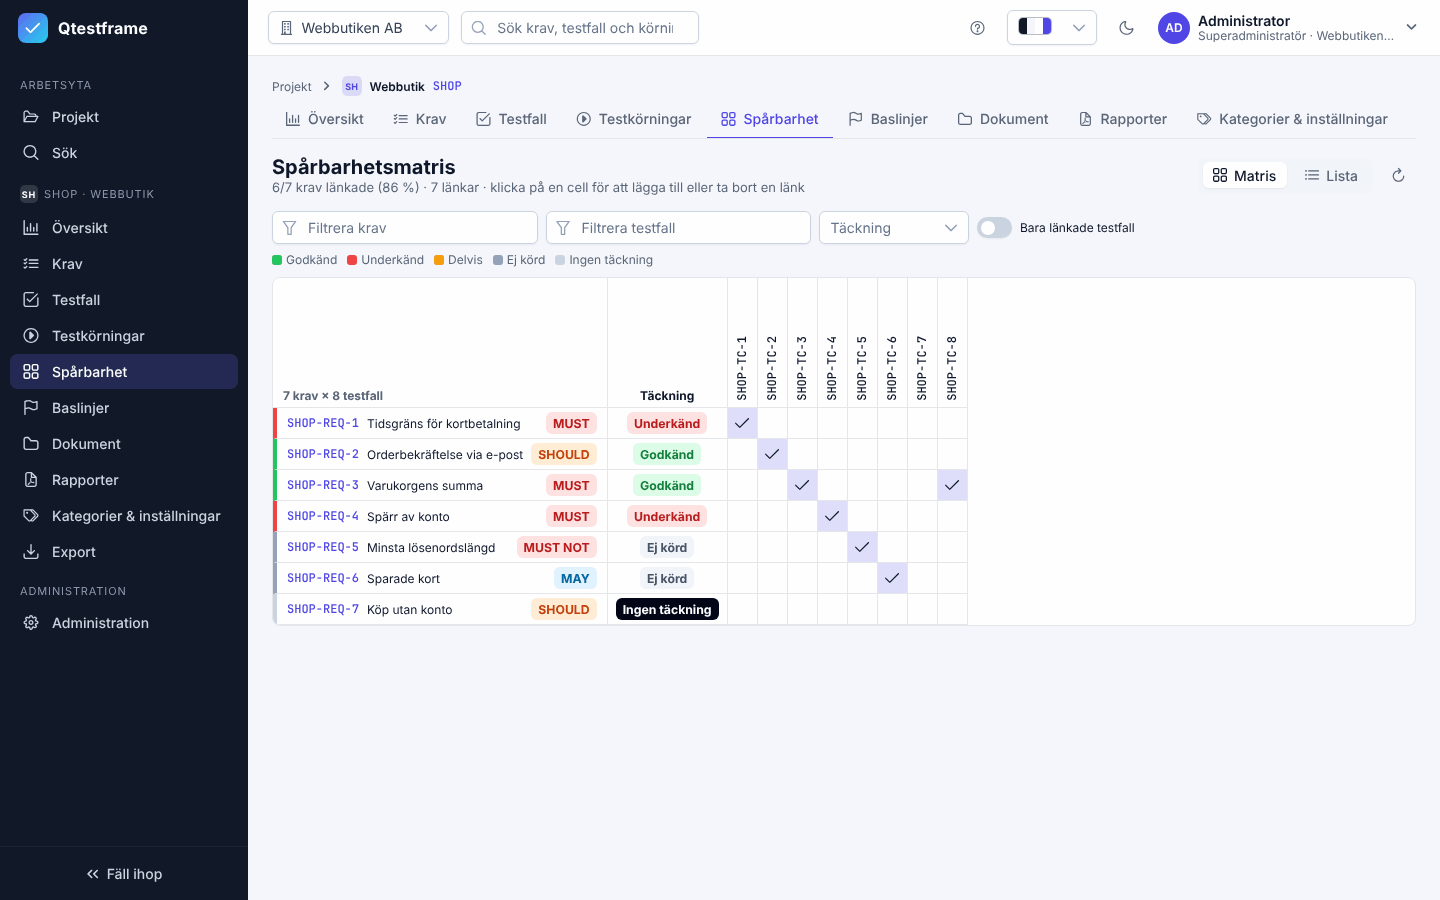 Qtestframe
Webbutiken AB
Sök krav, testfall och körni
AD
Administrator
Superadministratör · Webbutiken...
ARBETSYTA
Projekt
Sök
SH SHOP · WEBBUTIK
Översikt
Krav
Testfall
Testkörningar
Spårbarhet
Baslinjer
Dokument
Rapporter
Kategorier & inställningar
Export
ADMINISTRATION
Administration
Fäll ihop
Projekt > SH Webbutik SHOP
Översikt Krav Testfall Testkörningar Spårbarhet Baslinjer Dokument Rapporter Kategorier & inställningar
Spårbarhetsmatris
6/7 krav länkade (86 %) · 7 länkar · klicka på en cell för att lägga till eller ta bort en länk
Matris Lista
Filtrera krav Filtrera testfall Täckning Bara länkade testfall
Godkänd Underkänd Delvis Ej körd Ingen täckning
7 krav × 8 testfall Täckning SHOP-TC-1 SHOP-TC-2 SHOP-TC-3 SHOP-TC-4 SHOP-TC-5 SHOP-TC-6 SHOP-TC-7 SHOP-TC-8
SHOP-REQ-1 Tidsgräns för kortbetalning MUST Underkänd
SHOP-REQ-2 Orderbekräftelse via e-post SHOULD Godkänd
SHOP-REQ-3 Varukorgens summa MUST Godkänd
SHOP-REQ-4 Spärr av konto MUST Underkänd
SHOP-REQ-5 Minsta lösenordslängd MUST NOT Ej körd
SHOP-REQ-6 Sparade kort MAY Ej körd
SHOP-REQ-7 Köp utan konto SHOULD Ingen täckning